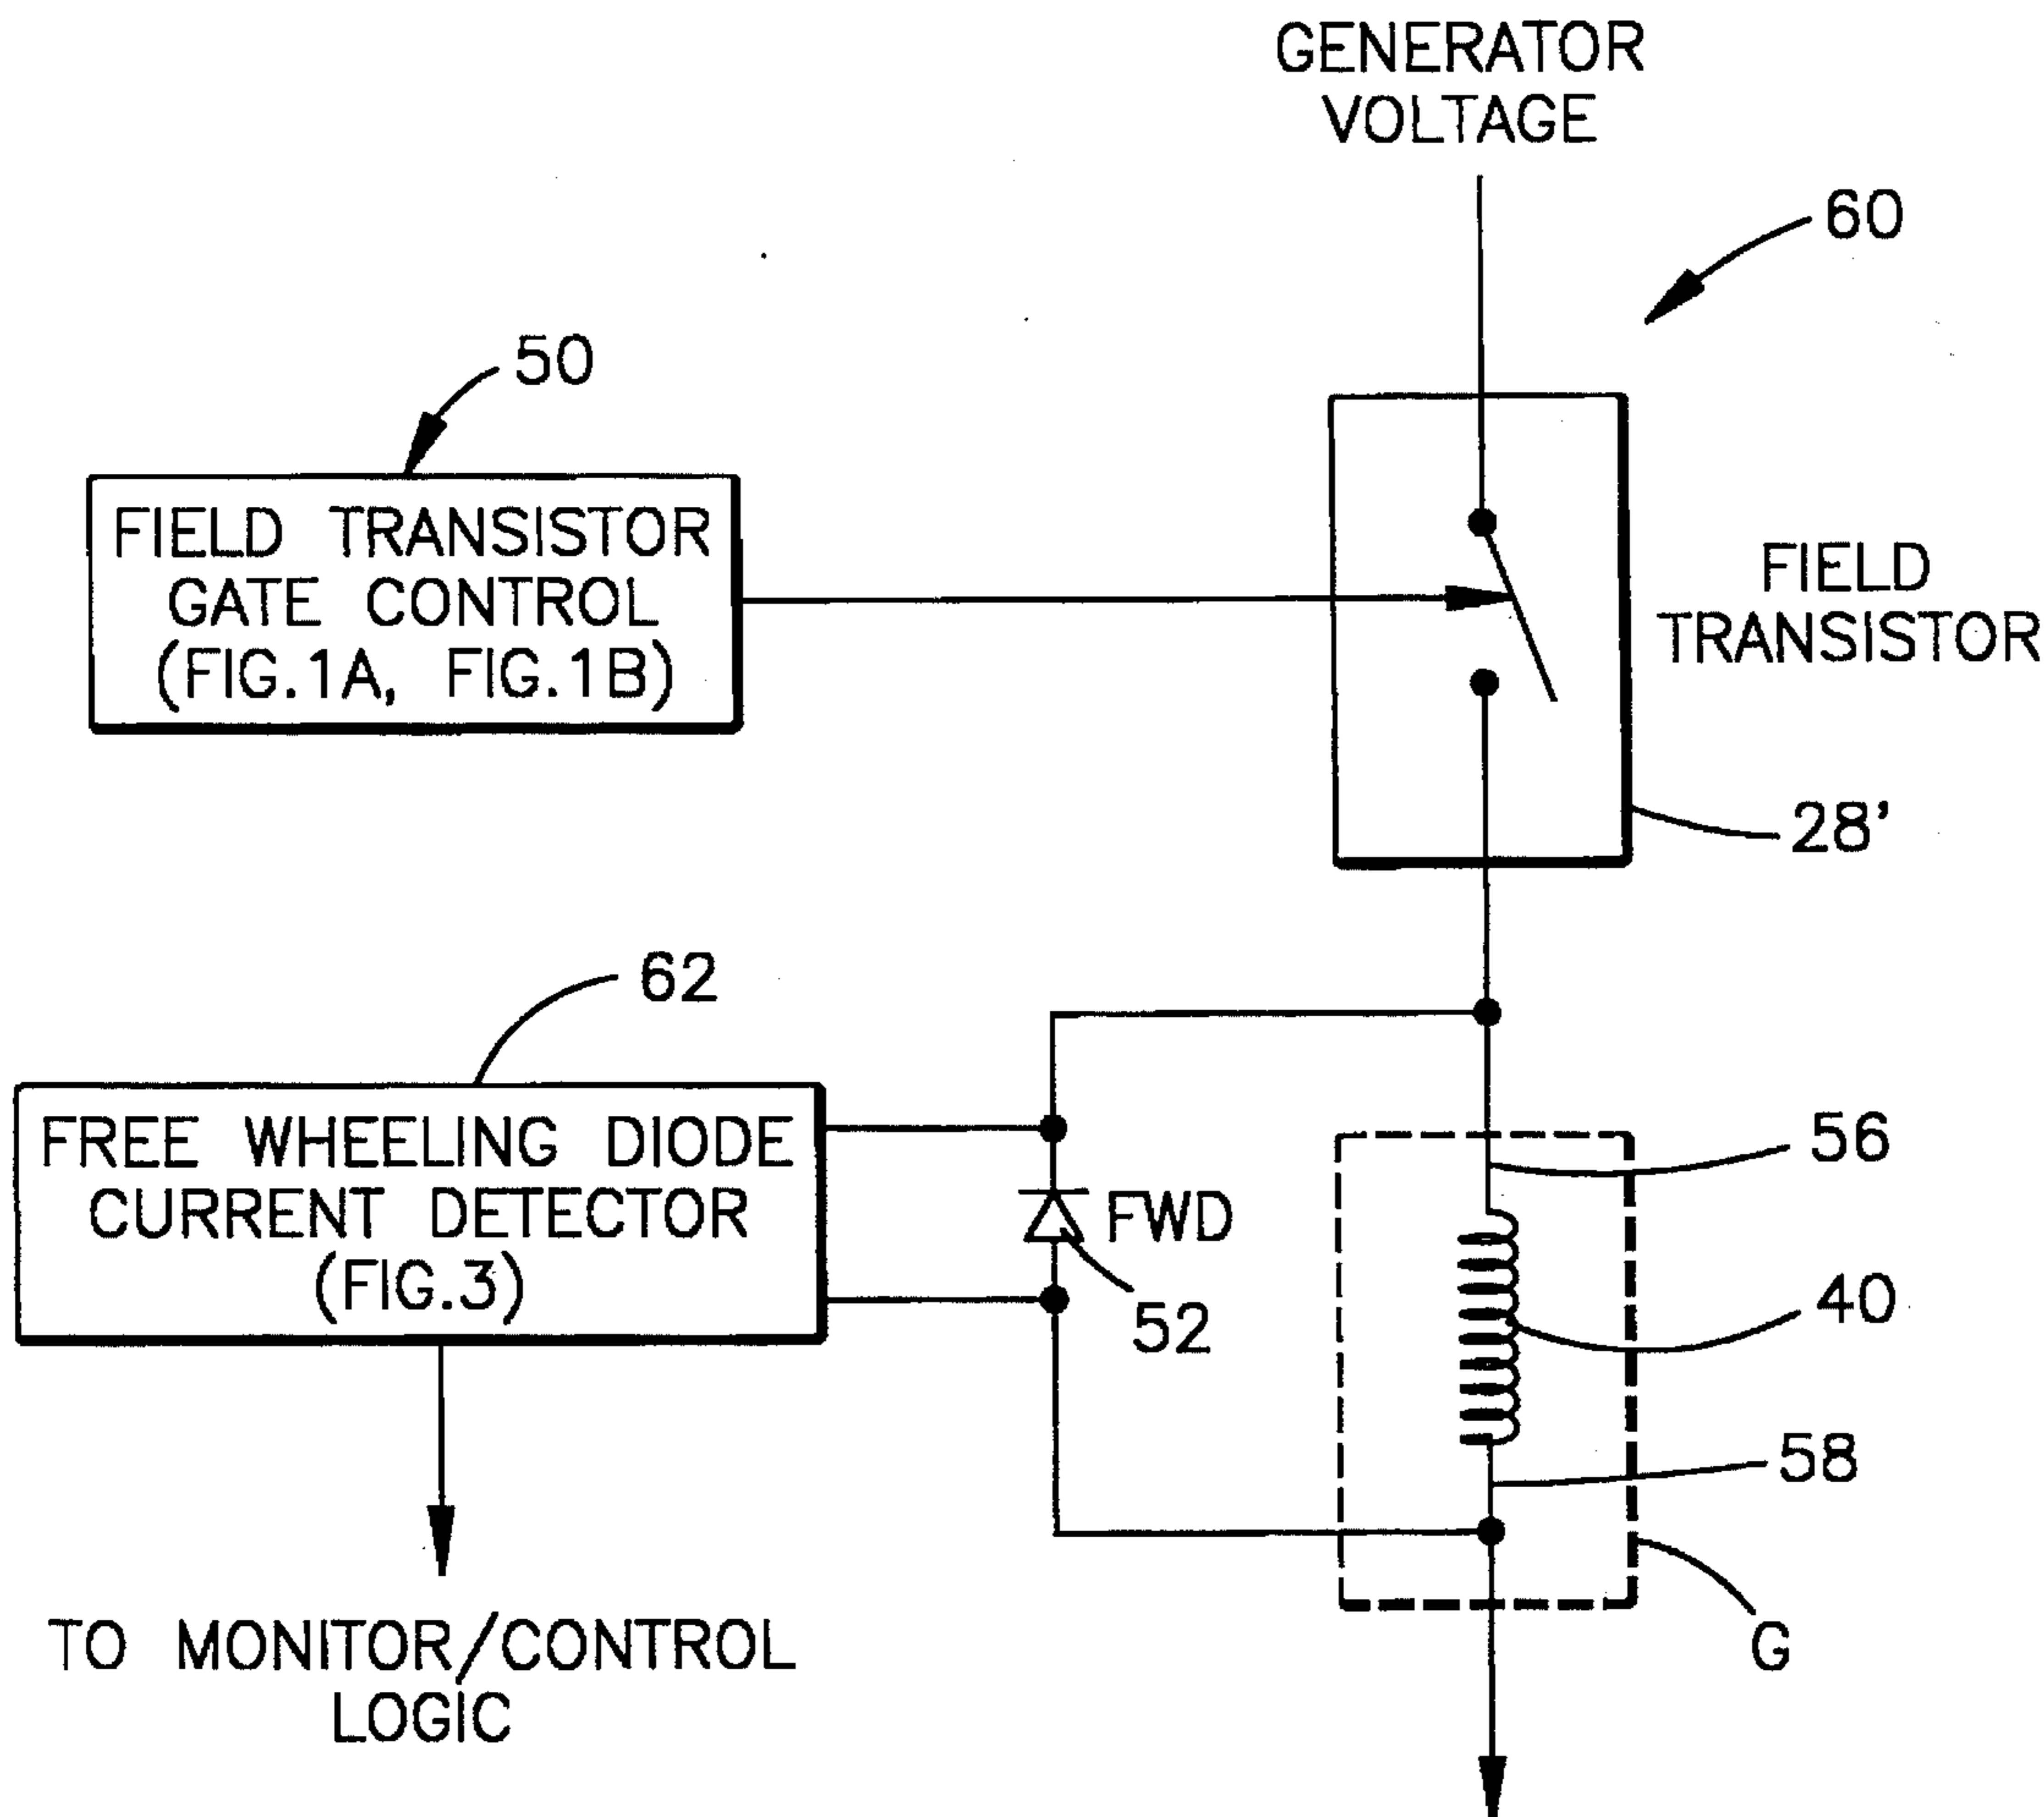 GENERATOR
VOLTAGE
60
50
FIELD TRANSISTOR
GATE CONTROL
(FIG.1A, FIG.1B)
FIELD
TRANSISTOR
28'
62
FREE WHEELING DIODE
CURRENT DETECTOR
(FIG.3)
FWD
52
56
40
58
G
TO MONITOR/CONTROL
LOGIC